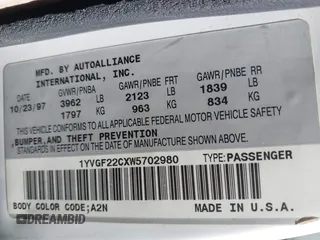 MFD. BY AUTOALLIANCE
INTERNATIONAL, INC.
GVWR/PNBV GAWR/PNBE FRT GAWR/PNBE RR
10/23/97 3962 LB 2123 LB 1839 LB
1797 KG 963 KG 834 KG
THIS VEHICLE CONFORMS TO ALL APPLICABLE FEDERAL MOTOR VEHICLE SAFETY,
BUMPER, AND THEFT PREVENTION
STANDARDS IN EFFECT ON THE DATE OF MANUFACTURE SHOWN ABOVE.
1YVGF22CXW5702980 TYPE:PASSENGER
BODY COLOR CODE;A2N MADE IN U.S.A.
DREAMBID